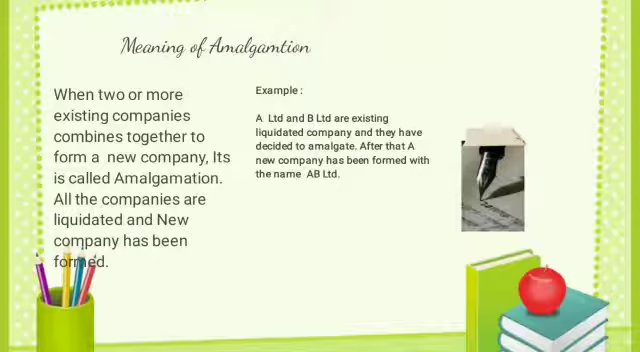 Meaning of Amalgamtion
When two or more
existing companies
combines together to
form a new company, Its
is called Amalgamation.
All the companies are
liquidated and New
company has been
formed.
Example :
A Ltd and B Ltd are existing
liquidated company and they have
decided to amalgate. After that A
new company has been formed with
the name AB Ltd.